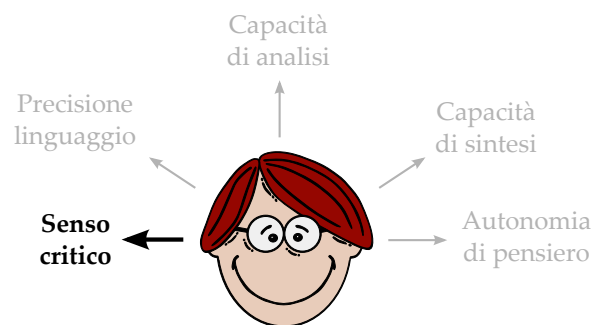 Capacità
di analisi
Precisione
linguaggio
Capacità
di sintesi
Senso
critico
Autonomia
di pensiero